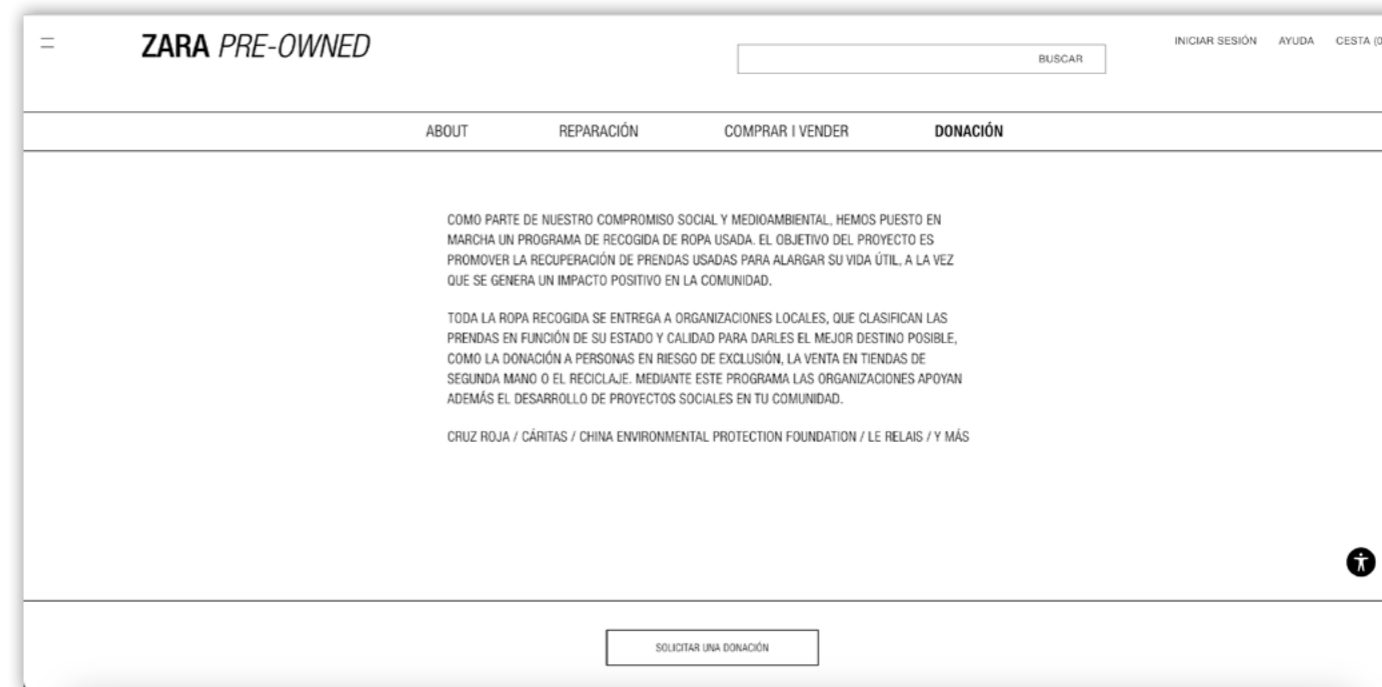 ZARA PRE-OWNED
BUSCAR
INICIAR SESIÓN AYUDA CESTA (0
ABOUT REPARACIÓN COMPRAR I VENDER DONACIÓN
COMO PARTE DE NUESTRO COMPROMISO SOCIAL Y MEDIOAMBIENTAL, HEMOS PUESTO EN
MARCHA UN PROGRAMA DE RECOGIDA DE ROPA USADA. EL OBJETIVO DEL PROYECTO ES
PROMOVER LA RECUPERACIÓN DE PRENDAS USADAS PARA ALARGAR SU VIDA ÚTIL, A LA VEZ
QUE SE GENERA UN IMPACTO POSITIVO EN LA COMUNIDAD.
TODA LA ROPA RECOGIDA SE ENTREGA A ORGANIZACIONES LOCALES, QUE CLASIFICAN LAS
PRENDAS EN FUNCIÓN DE SU ESTADO Y CALIDAD PARA DARLES EL MEJOR DESTINO POSIBLE,
COMO LA DONACIÓN A PERSONAS EN RIESGO DE EXCLUSIÓN, LA VENTA EN TIENDAS DE
SEGUNDA MANO O EL RECICLAJE. MEDIANTE ESTE PROGRAMA LAS ORGANIZACIONES APOYAN
ADEMÁS EL DESARROLLO DE PROYECTOS SOCIALES EN TU COMUNIDAD.
CRUZ ROJA / CÁRITAS / CHINA ENVIRONMENTAL PROTECTION FOUNDATION / LE RELAIS / Y MÁS
SOLICITAR UNA DONACIÓN